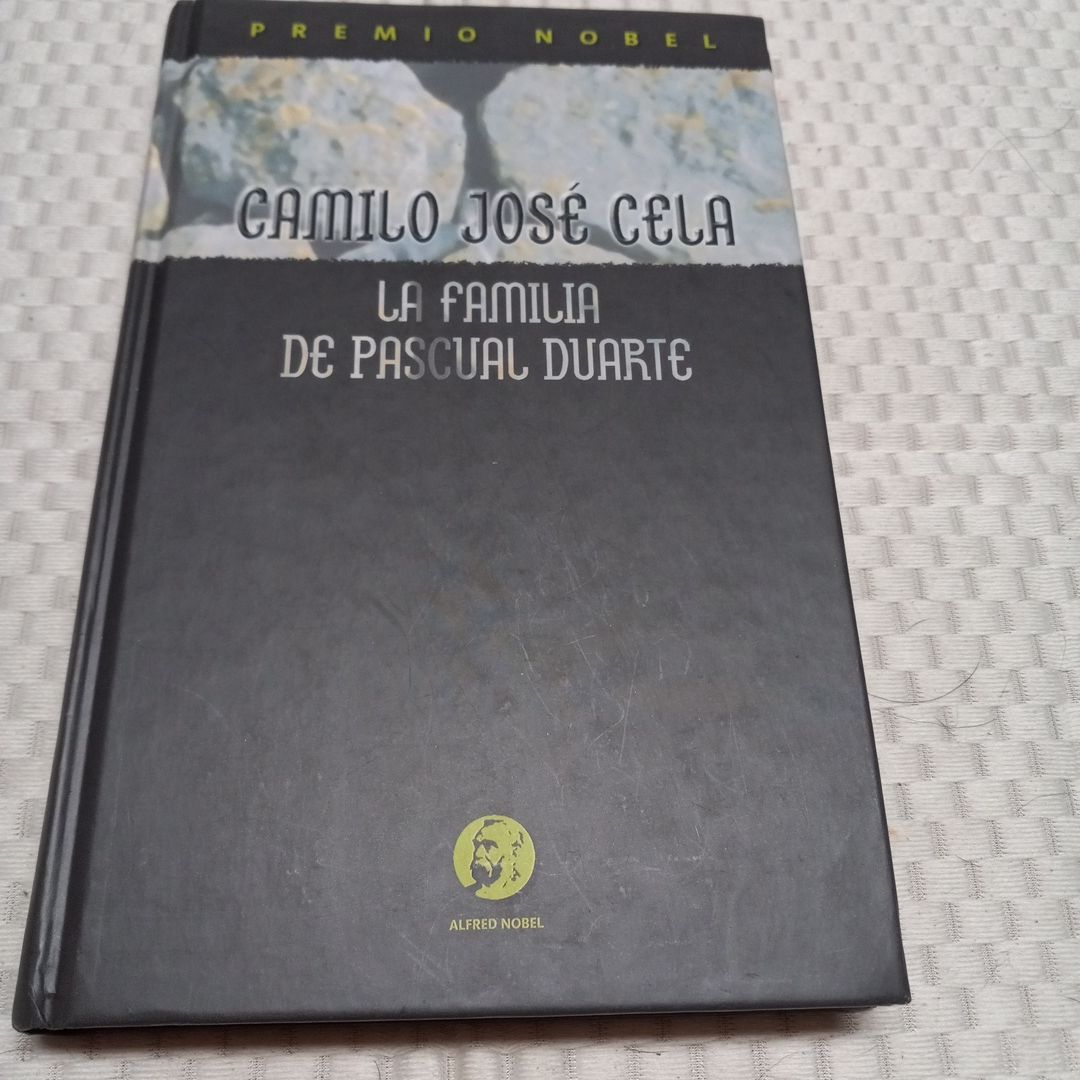 PREMIO NOBEL
CAMILO JOSÉ CELA
LA FAMILIA
DE PASCUAL DUARTE
ALFRED NOBEL